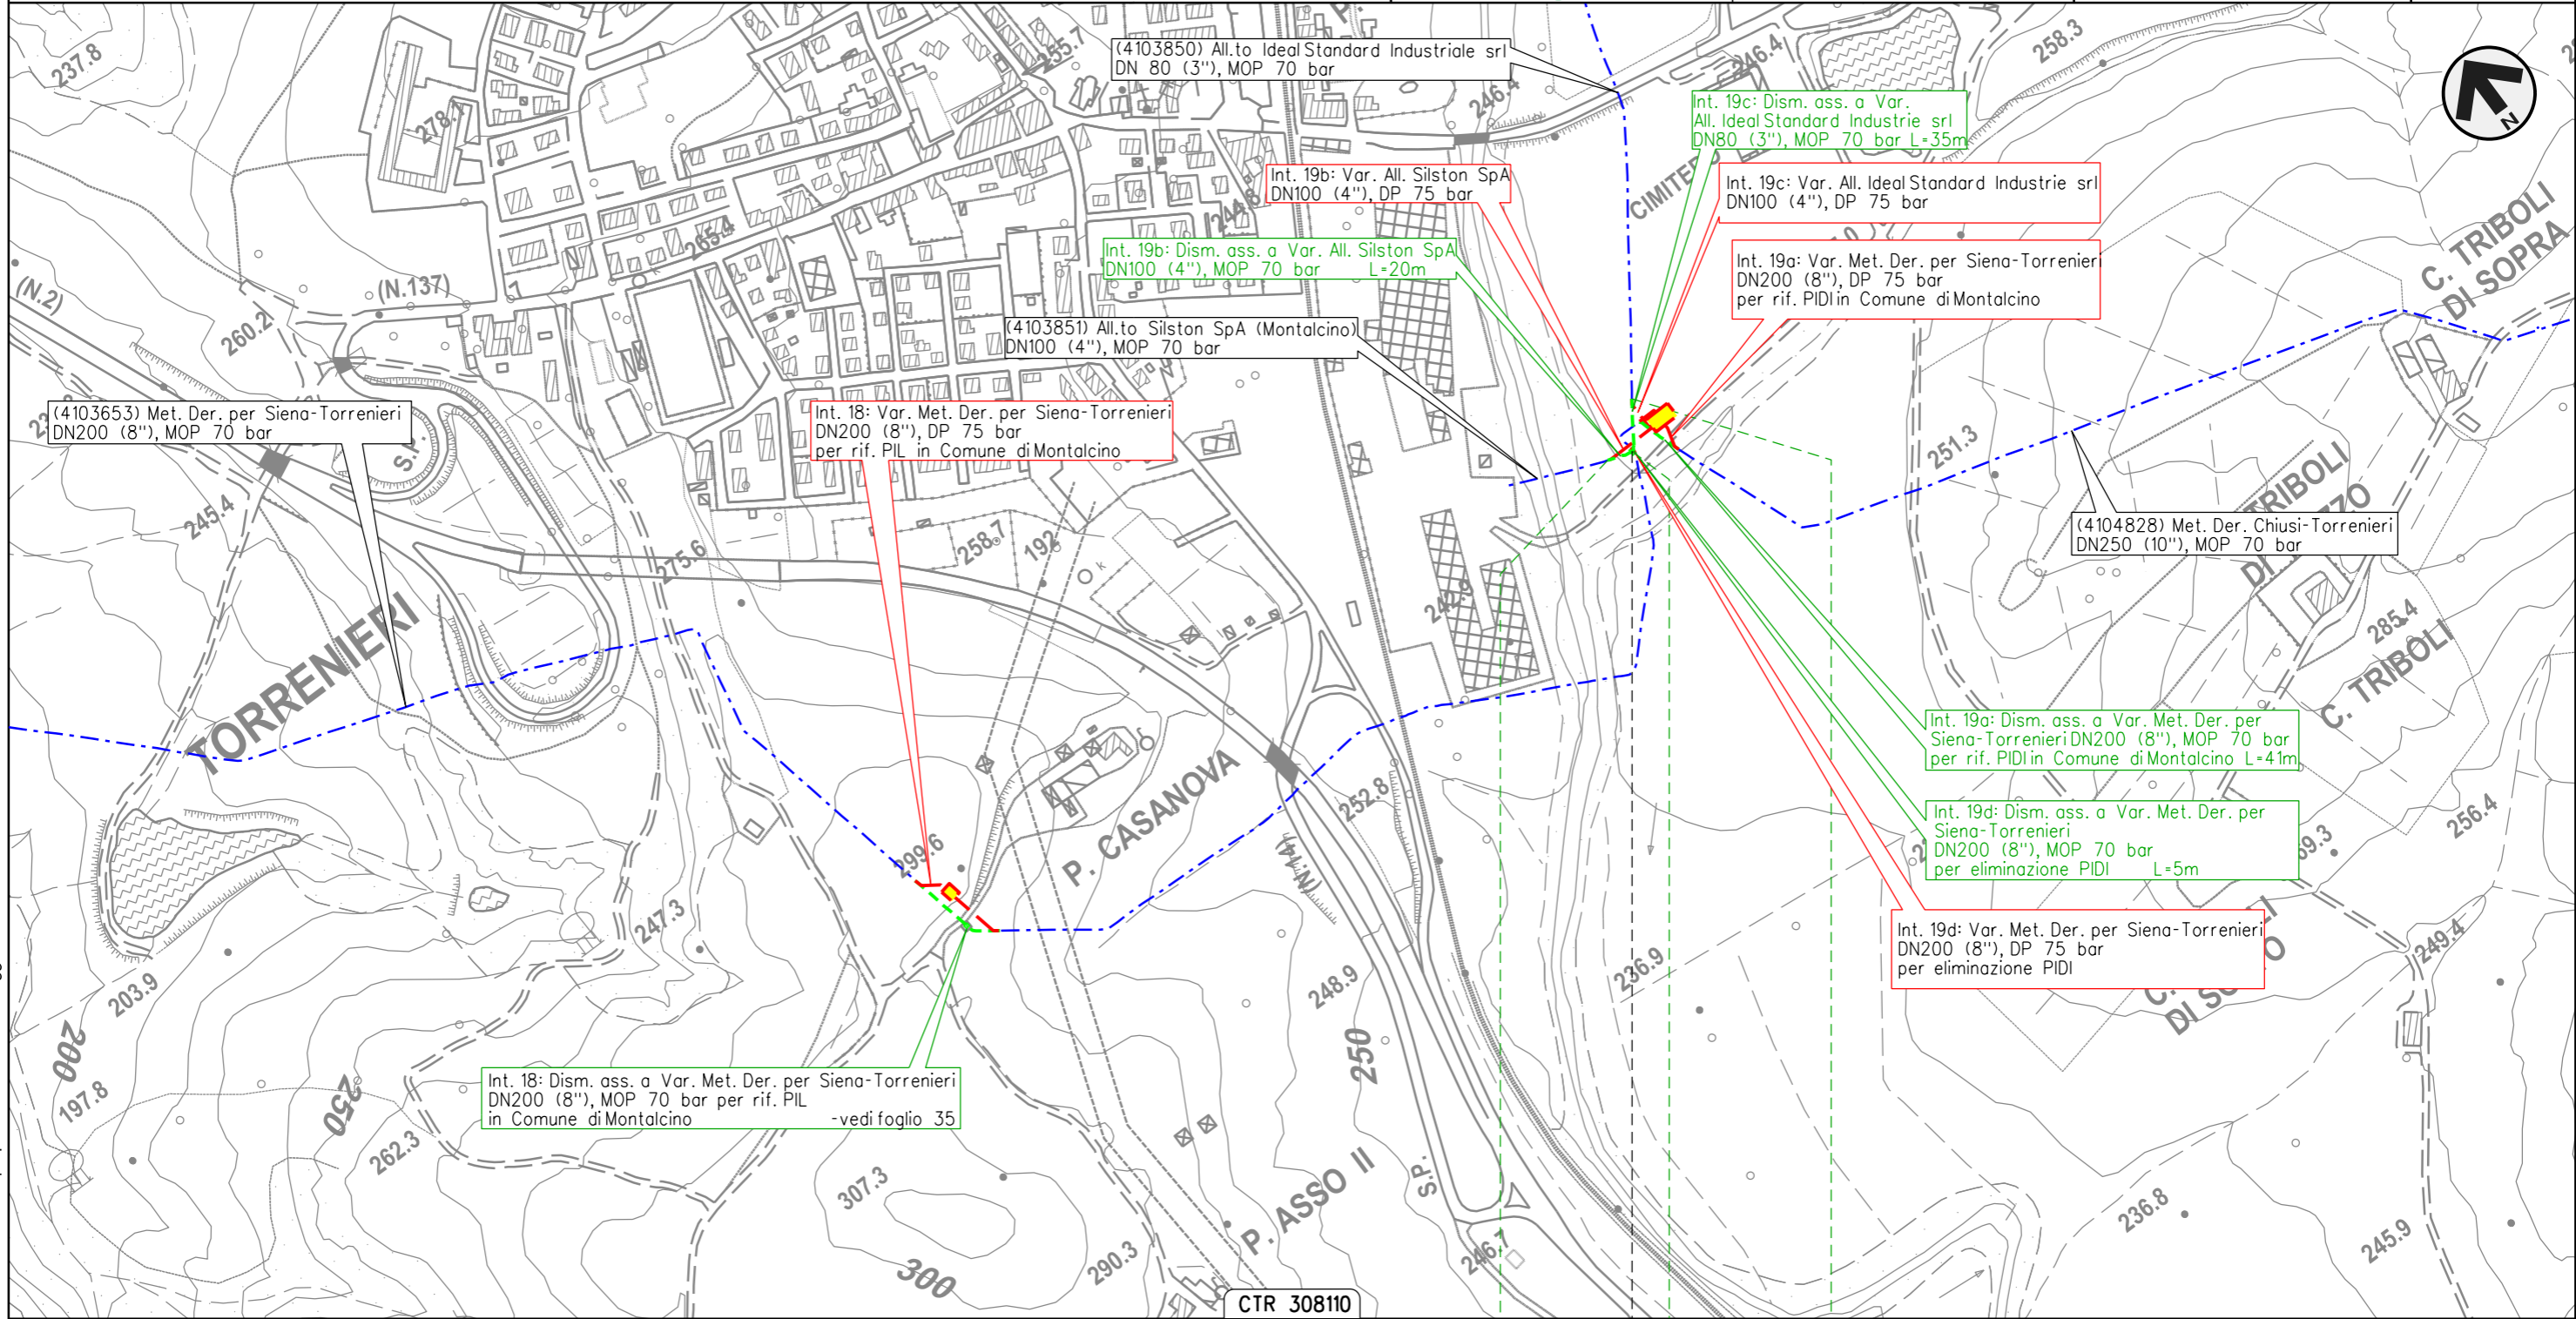 (4103850) All.to Ideal Standard Industriale srl
DN 80 (3"), MOP 70 bar
Int. 19c: Dism. ass. a Var.
All. Ideal Standard Industrie srl
DN80 (3"), MOP 70 bar L=35m
Int. 19b: Var. All. Silston SpA
DN100 (4"), DP 75 bar
Int. 19c: Var. All. Ideal Standard Industrie srl
DN100 (4"), DP 75 bar
Int. 19b: Dism. ass. a Var. All. Silston SpA
DN100 (4"), MOP 70 bar L=20m
Int. 19a: Var. Met. Der. per Siena-Torrenieri
DN200 (8"), DP 75 bar
per rif. PIDI in Comune di Montalcino
(4103851) All.to Silston SpA (Montalcino)
DN100 (4"), MOP 70 bar
(4103653) Met. Der. per Siena-Torrenieri
DN200 (8"), MOP 70 bar
Int. 18: Var. Met. Der. per Siena-Torrenieri
DN200 (8"), DP 75 bar
per rif. PIL in Comune di Montalcino
(4104828) Met. Der. Chiusi-Torrenieri
DN250 (10"), MOP 70 bar
Int. 19a: Dism. ass. a Var. Met. Der. per
Siena-Torrenieri DN200 (8"), MOP 70 bar
per rif. PIDI in Comune di Montalcino L=41m
Int. 19d: Dism. ass. a Var. Met. Der. per
Siena-Torrenieri
DN200 (8"), MOP 70 bar
per eliminazione PIDI L=5m
Int. 19d: Var. Met. Der. per Siena-Torrenieri
DN200 (8"), DP 75 bar
per eliminazione PIDI
Int. 18: Dism. ass. a Var. Met. Der. per Siena-Torrenieri
DN200 (8"), MOP 70 bar per rif. PIL
in Comune di Montalcino -vedi foglio 35
N
237.8
278.7
255.7
246.4
246.4
258.3
CIMITERO
244.8
265.4
(N.2)
(N.137)
260.2
C. TRIBOLI
DI SOPRA
S.P.
245.4
275.6
258.7
192
k
242.9
251.3
TRIBOLI
285.4
C. TRIBOLI
TORRENIERI
P. CASANOVA
252.8
256.4
299.6
247.3
236.9
249.4
203.9
200
197.8
250
262.3
248.9
250
307.3
300
290.3
P. ASSO II
S.P.
246.7
236.8
245.9
CTR 308110